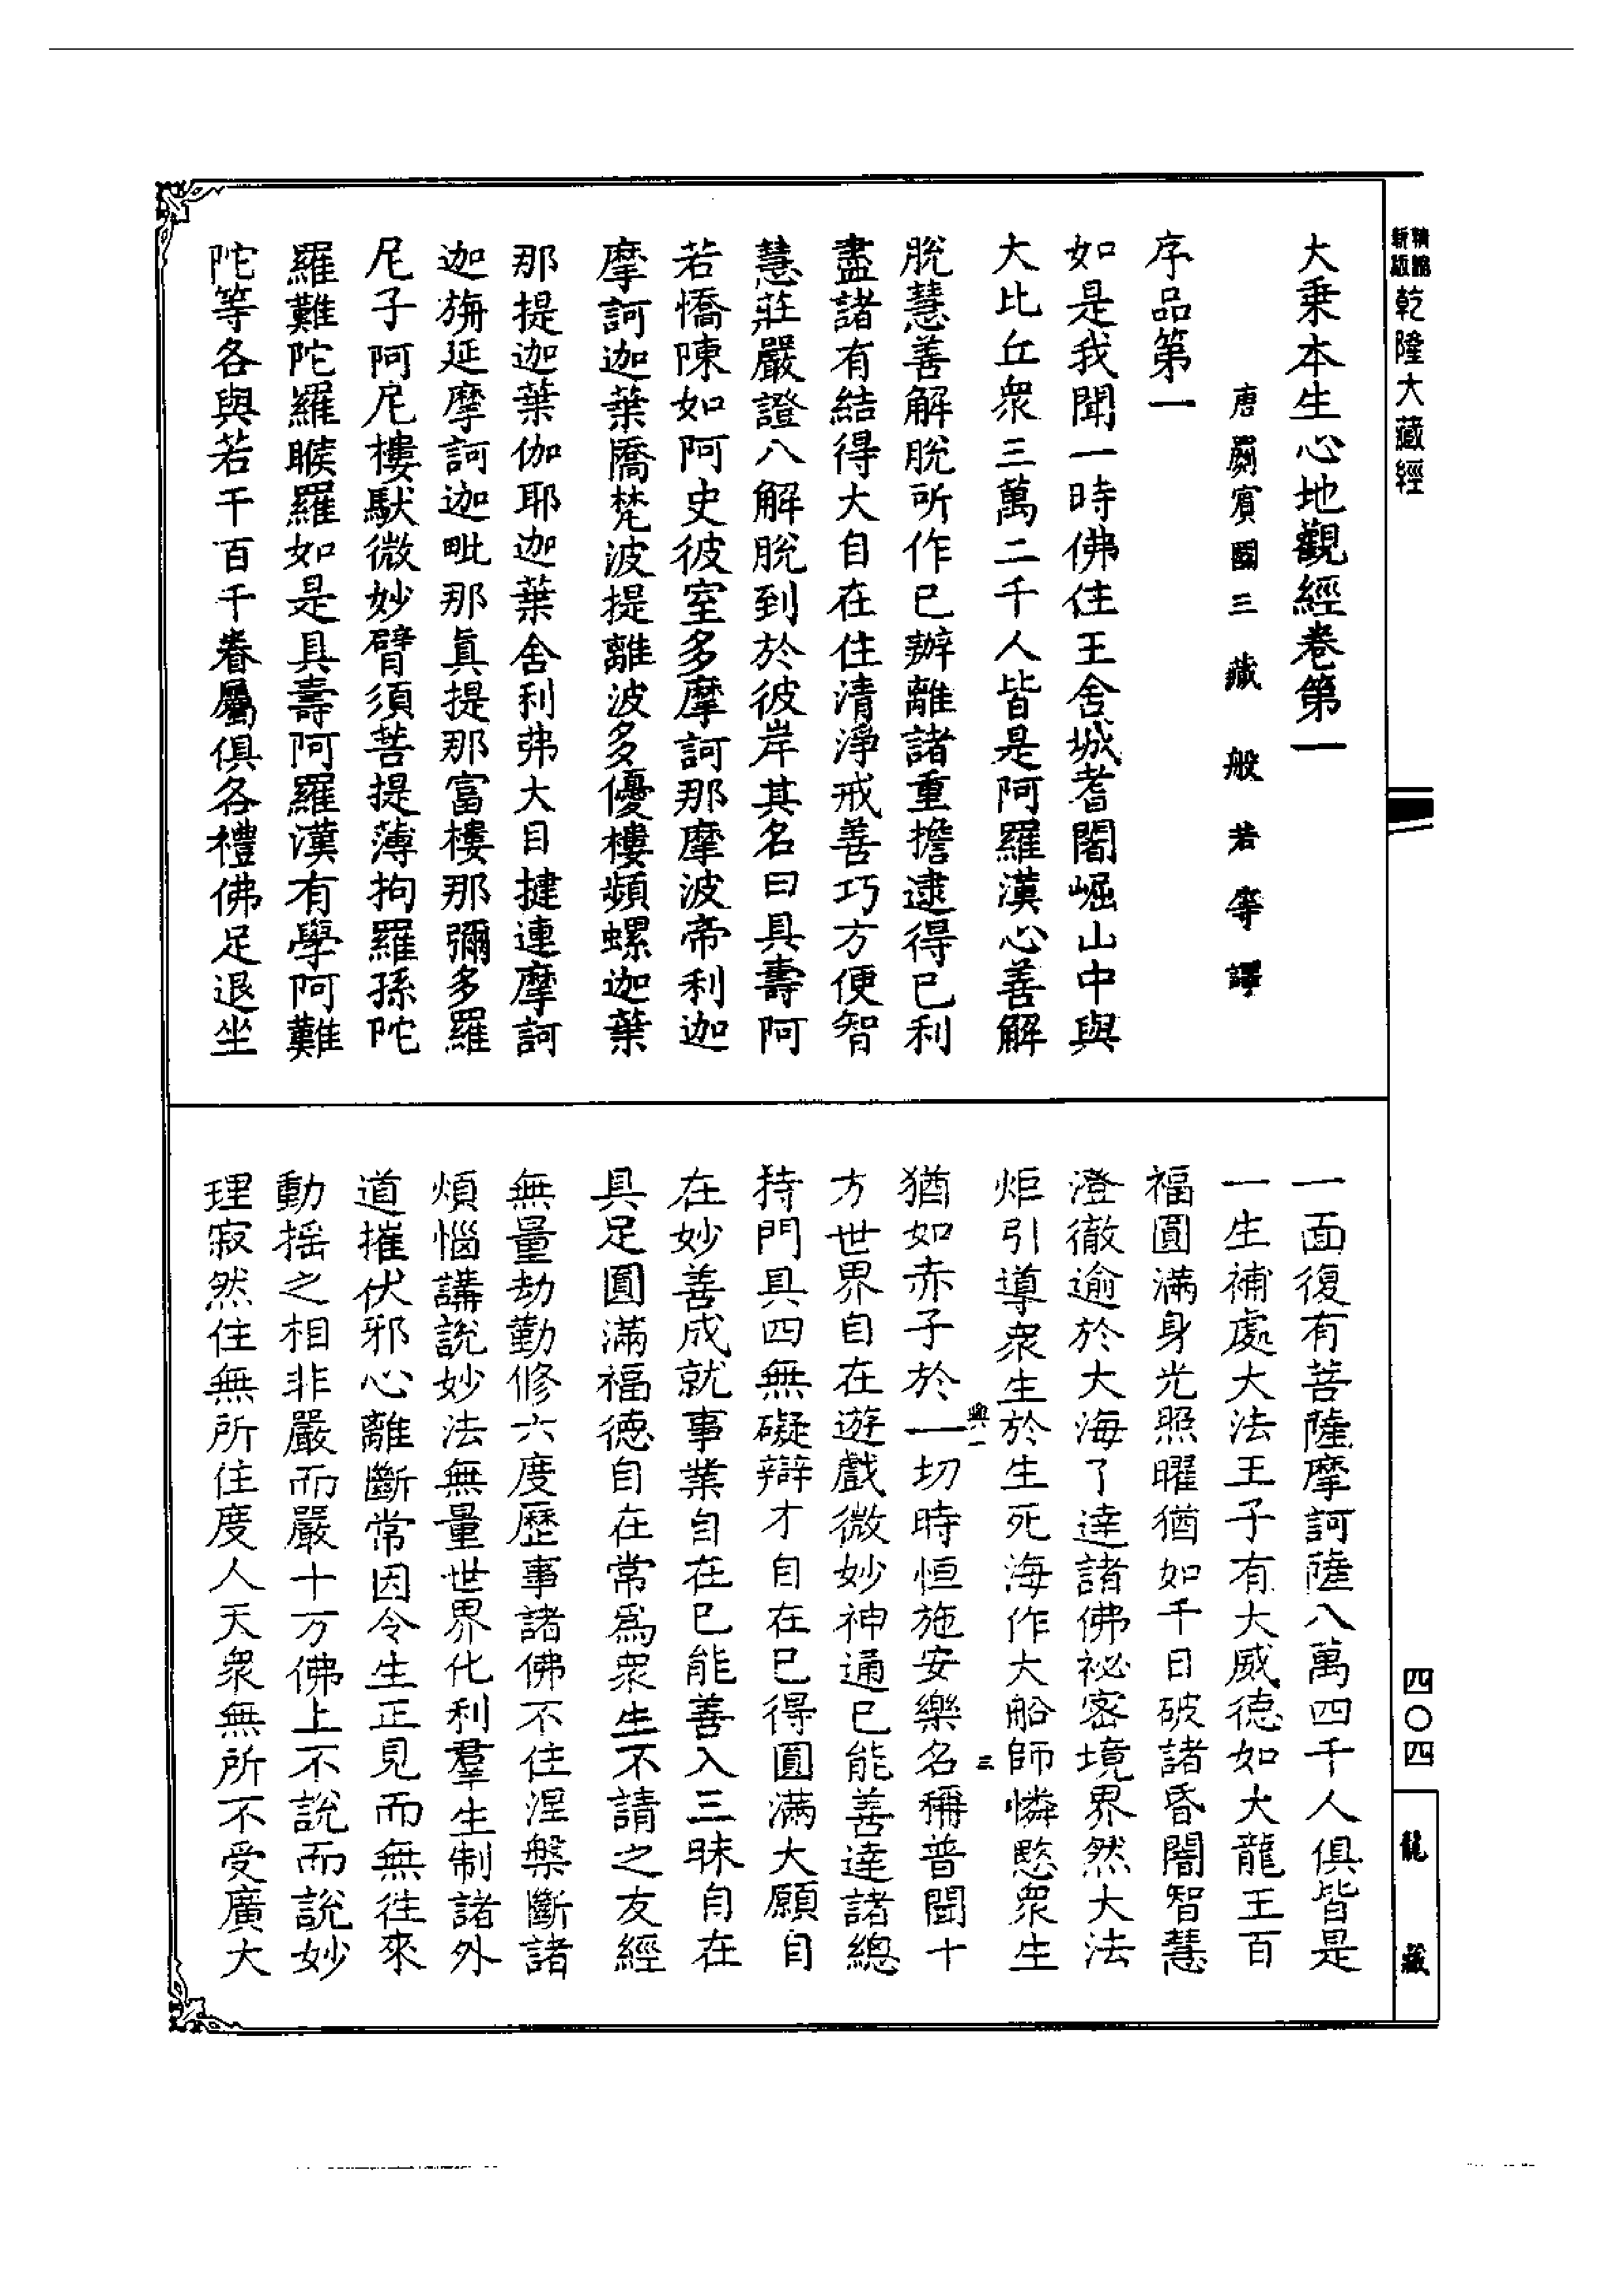 乾隆大藏經
大乗本生心地觀經卷第一
唐罽賓國三藏般若等譯
序品第一
如是我聞一時佛住王舍城耆闍崛山中與
大比丘衆三萬二千人皆是阿羅漢心善解
脫慧善解脫所作已辦離諸重擔逮得已利
盡諸有結得大自在住清淨戒善巧方便智
慧莊嚴證八解脫到於彼岸其名曰具壽阿
若憍陳如阿史彼室多摩訶那摩波帝利迦
摩訶迦葉憍梵波提離波多優樓頻螺迦葉
那提迦葉伽耶迦葉舍利弗大目揵連摩訶
迦旃延摩訶迦毗那真提那富樓那彌多羅
尼子阿尼樓馱微妙臂須菩提薄拘羅孫陀
羅難陀羅睺羅如是具壽阿羅漢有學阿難
陀等各與若干百千眷屬俱各禮佛足退坐
一面復有菩薩摩訶薩八萬四千人俱皆是
一生補處大法王子有大威德如大龍王百
福圓滿身光照曜猶如千日破諸昏闇智慧
澄徹逾於大海了達諸佛祕密境界然大法
炬引導衆生於生死海作大船師憐愍衆生
興一
三
猶如赤子於一切時恒施安樂名稱普聞十
方世界自在遊戲微妙神通已能善達諸總
持門具四無礙辯才自在已得圓滿大願自
在妙善成就事業自在已能善入三昧自在
具足圓滿福德自在常爲衆生不請之友經
無量劫勤修六度歷事諸佛不住涅槃斷諸
煩惱講說妙法無量世界化利羣生制諸外
道摧伏邪心離斷常因令生正見而無往來
動搖之相非嚴而嚴十方佛上不說而說妙
理寂然住無所住度人天衆無所不受廣大
四〇四
龍藏